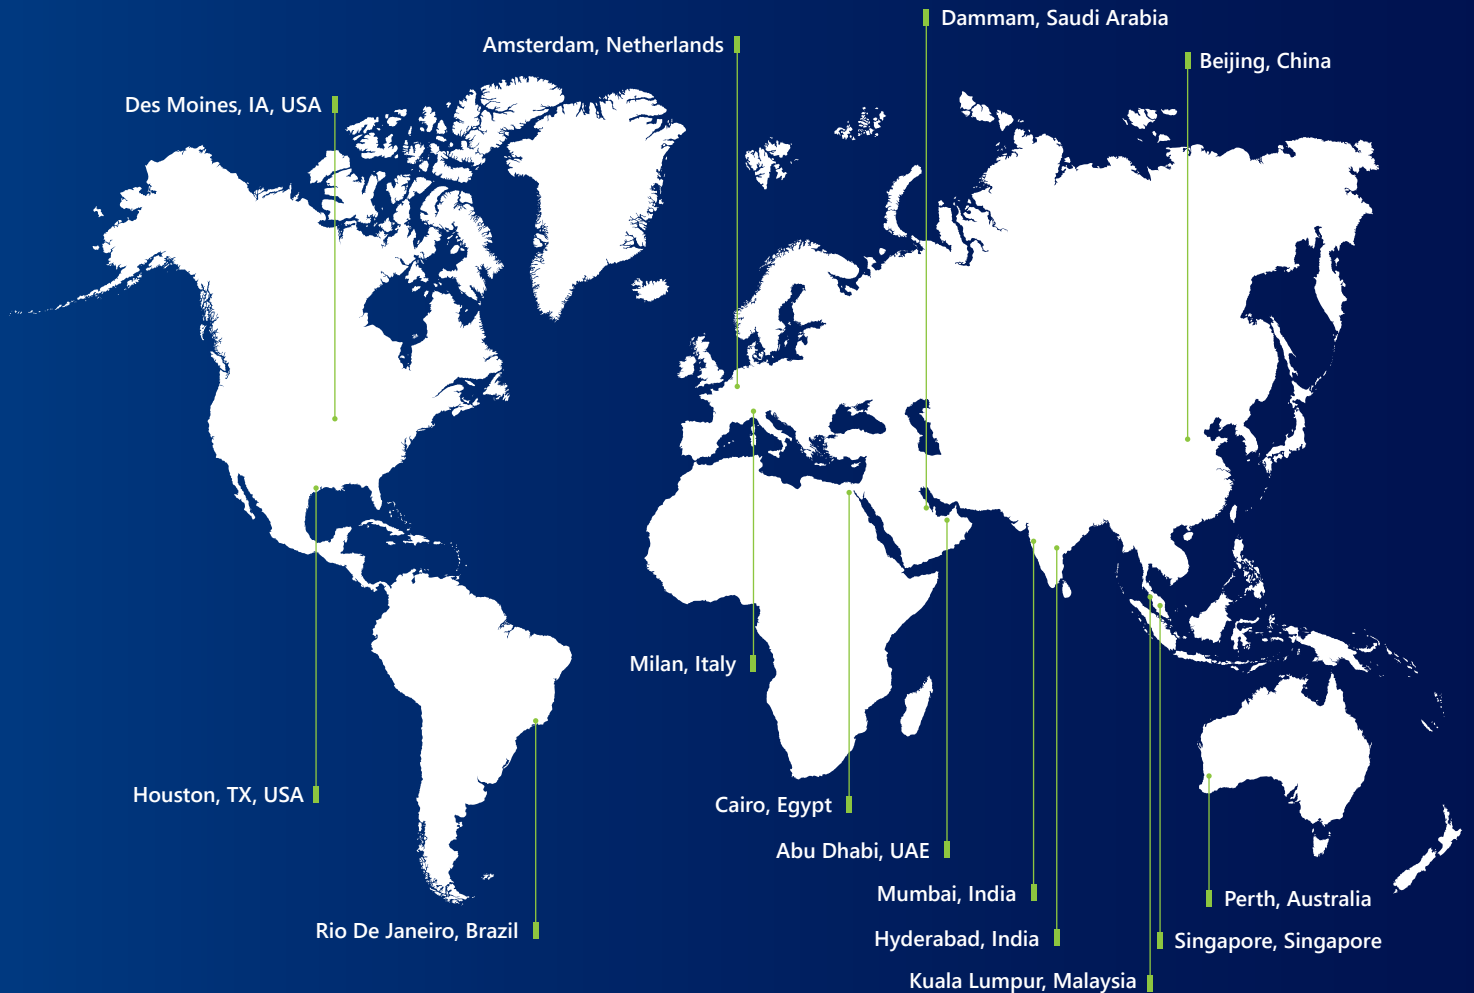 Dammam, Saudi Arabia
Amsterdam, Netherlands
Beijing, China
Des Moines, IA, USA
Milan, Italy
Houston, TX, USA
Cairo, Egypt
Abu Dhabi, UAE
Mumbai, India
Perth, Australia
Rio De Janeiro, Brazil
Hyderabad, India
Singapore, Singapore
Kuala Lumpur, Malaysia